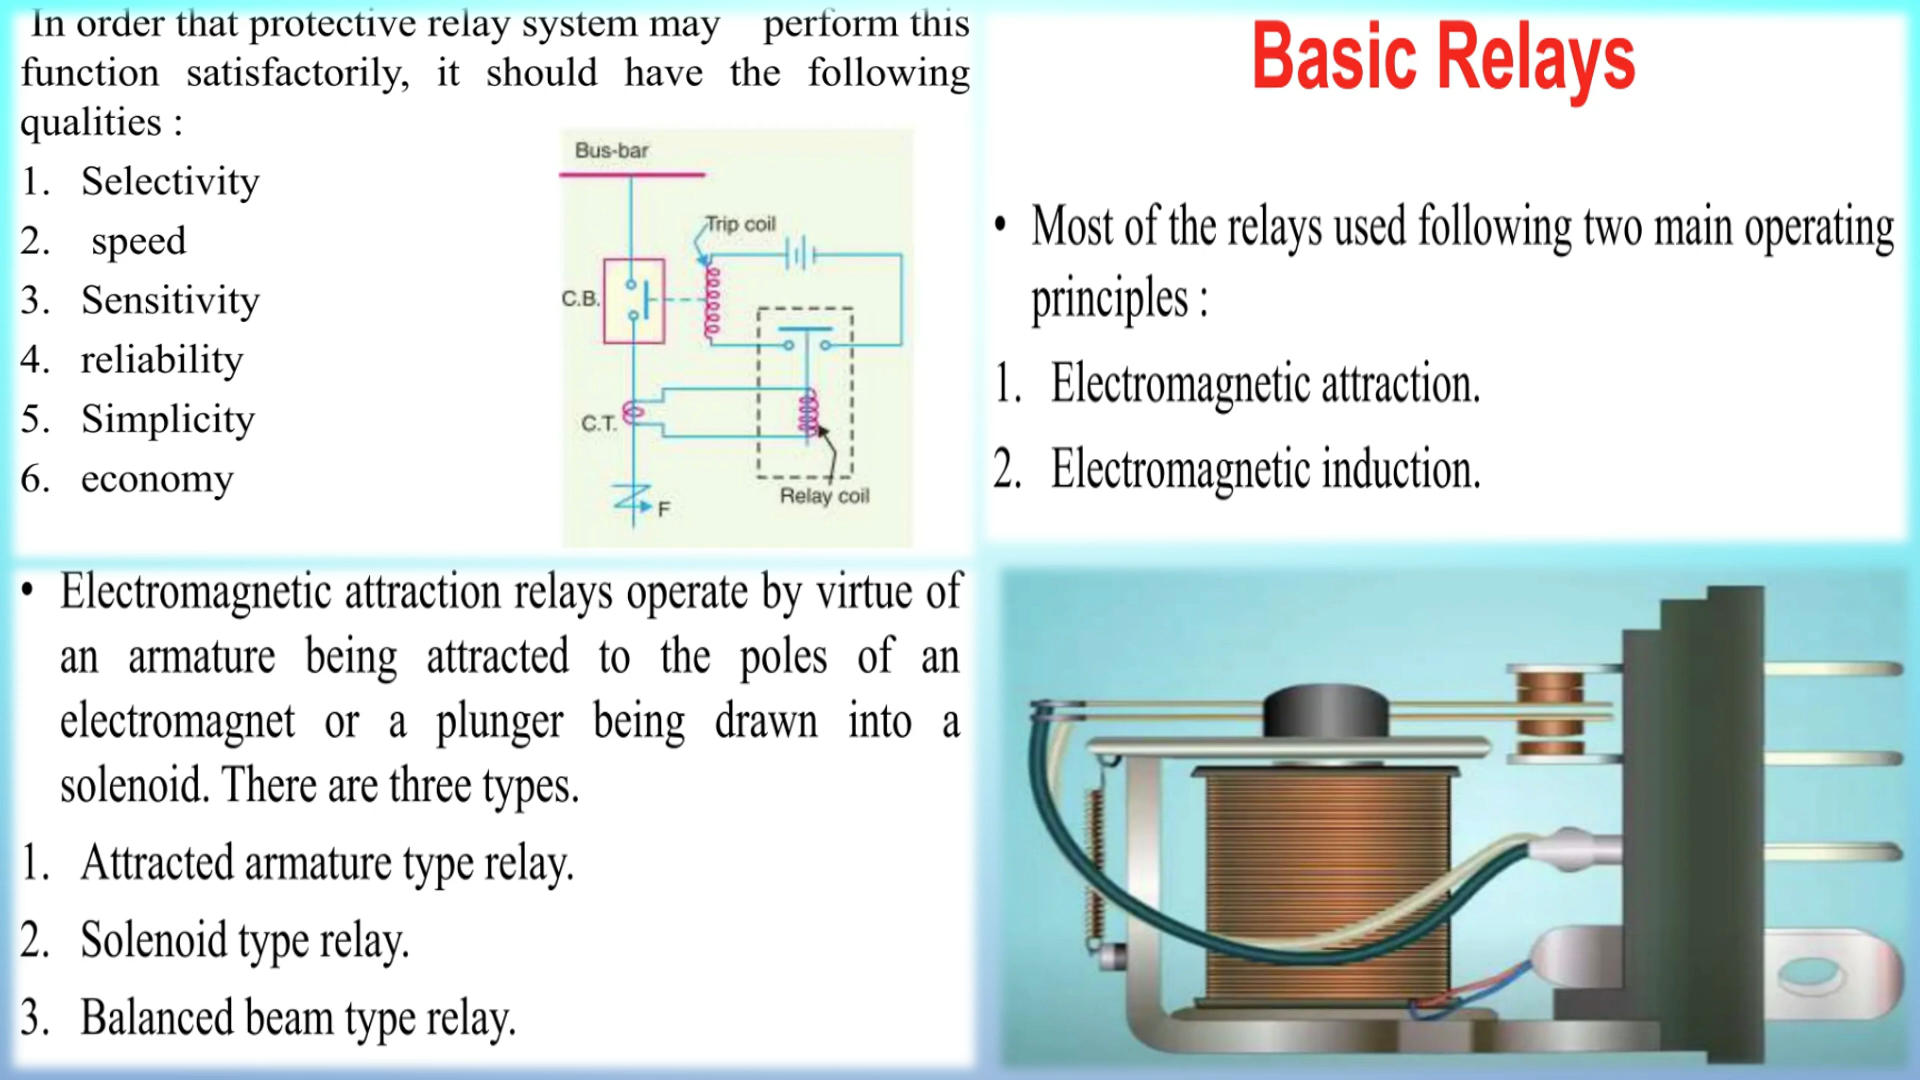 In order that protective relay system may perform this
function satisfactorily, it should have the following
qualities :
1. Selectivity
2. speed
3. Sensitivity
4. reliability
5. Simplicity
6. economy
Bus-bar
Trip coil
C.B.
C.T.
Relay coil
F
Basic Relays
• Most of the relays used following two main operating
principles :
1. Electromagnetic attraction.
2. Electromagnetic induction.
• Electromagnetic attraction relays operate by virtue of
an armature being attracted to the poles of an
electromagnet or a plunger being drawn into a
solenoid. There are three types.
1. Attracted armature type relay.
2. Solenoid type relay.
3. Balanced beam type relay.